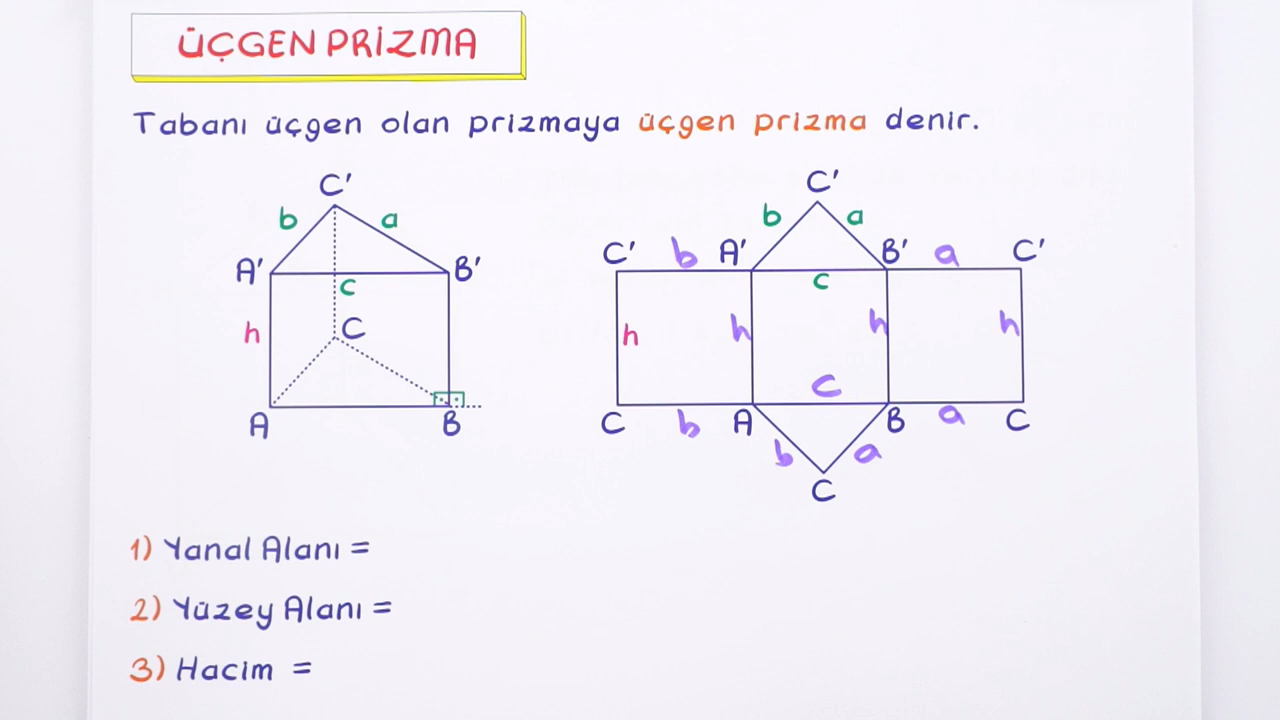 ÜÇGEN PRİZMA
Tabanı üçgen olan prizmaya üçgen prizma denir.
C'
b a
A' B'
c
h
C
A B
C'
b a
C' b A' B' a C'
c
h h h h
c
C b A B a C
b a
C
1) Yanal Alanı =
2) Yüzey Alanı =
3) Hacim =